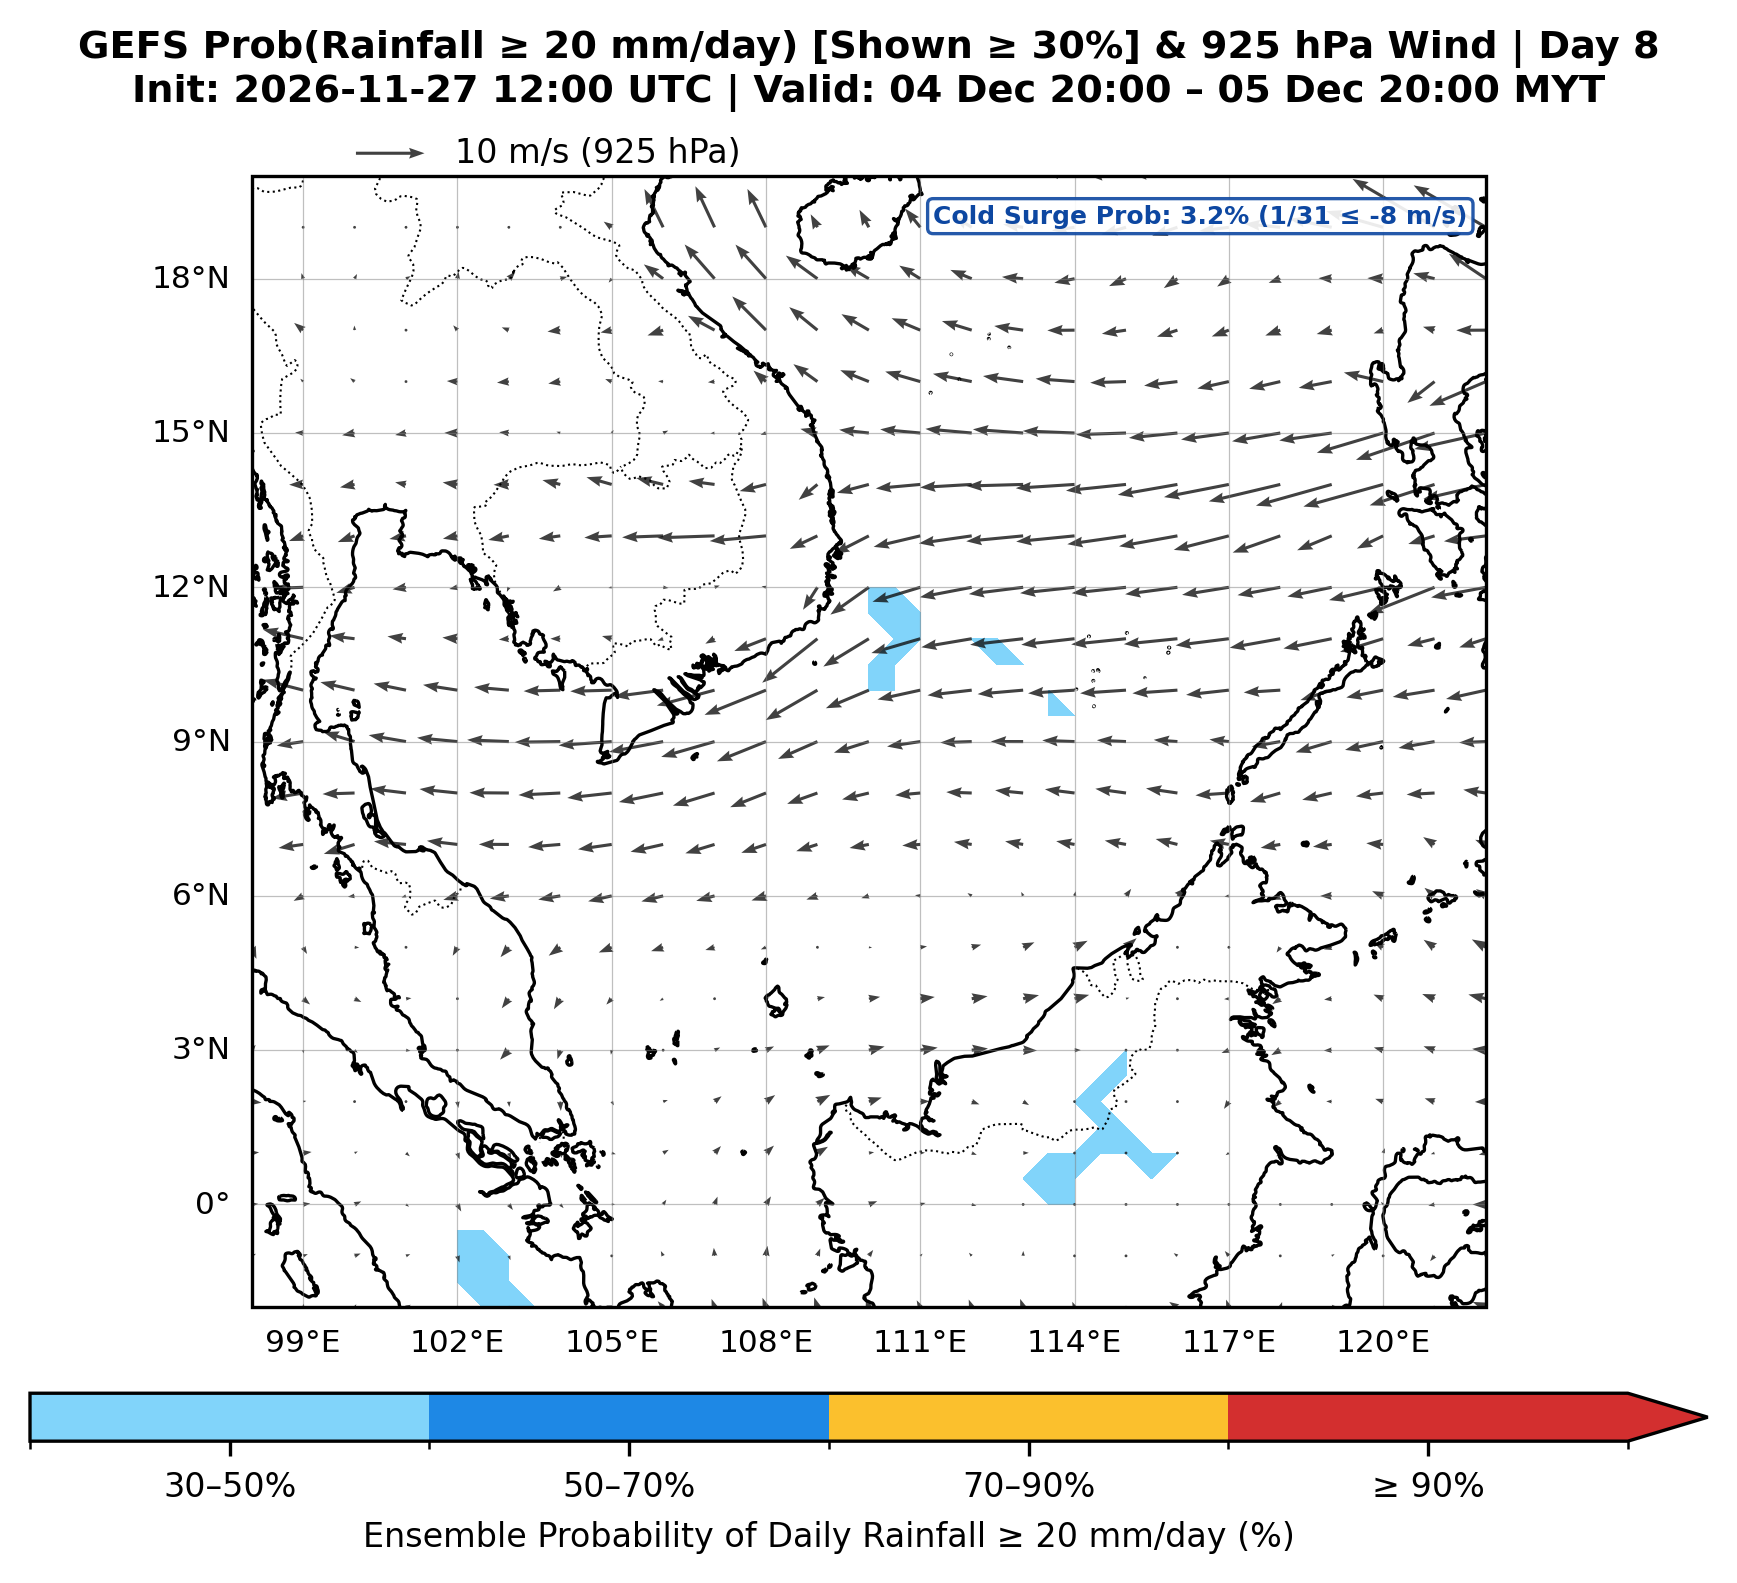 GEFS Prob(Rainfall ≥ 20 mm/day) [Shown ≥ 30%] & 925 hPa Wind | Day 8
Init: 2026-11-27 12:00 UTC | Valid: 04 Dec 20:00 – 05 Dec 20:00 MYT
10 m/s (925 hPa)
Cold Surge Prob: 3.2% (1/31 ≤ -8 m/s)
18°N
15°N
12°N
9°N
6°N
3°N
0°
99°E 102°E 105°E 108°E 111°E 114°E 117°E 120°E
30–50% 50–70% 70–90% ≥ 90%
Ensemble Probability of Daily Rainfall ≥ 20 mm/day (%)